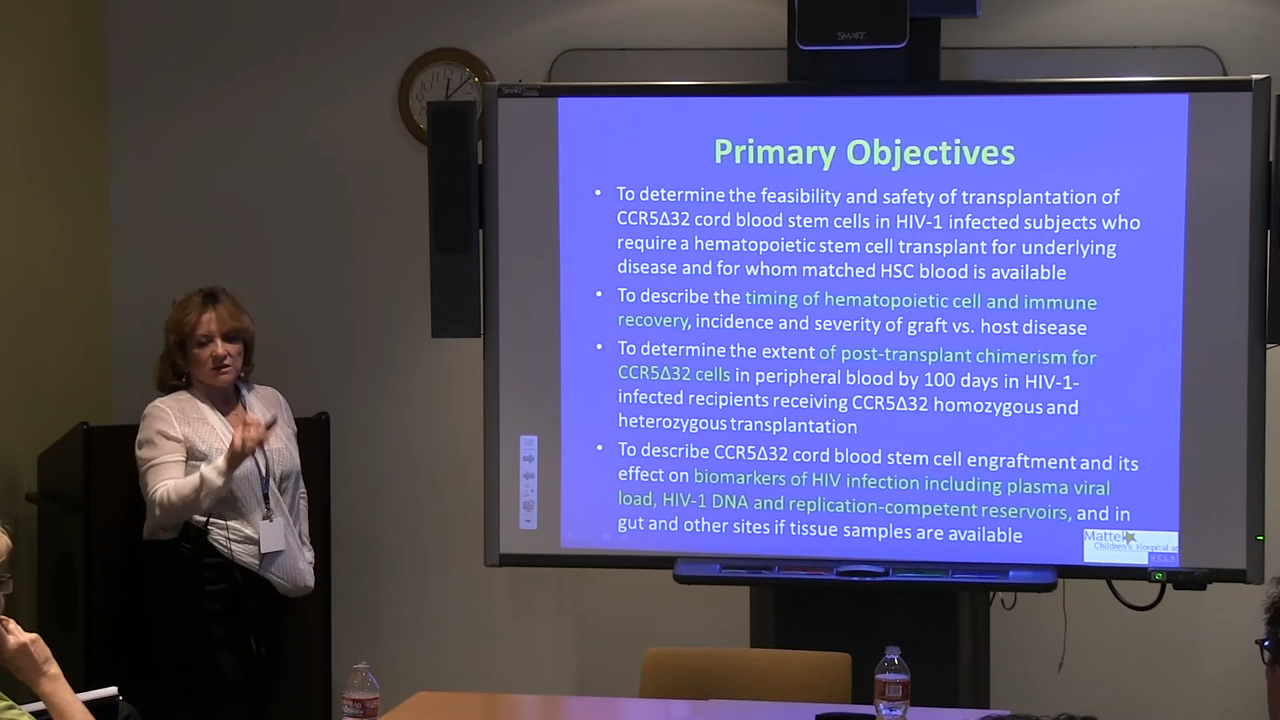 SMART
Primary Objectives
• To determine the feasibility and safety of transplantation of
CCR5Δ32 cord blood stem cells in HIV-1 infected subjects who
require a hematopoietic stem cell transplant for underlying
disease and for whom matched HSC blood is available
• To describe the timing of hematopoietic cell and immune
recovery, incidence and severity of graft vs. host disease
• To determine the extent of post-transplant chimerism for
CCR5Δ32 cells in peripheral blood by 100 days in HIV-1-
infected recipients receiving CCR5Δ32 homozygous and
heterozygous transplantation
• To describe CCR5Δ32 cord blood stem cell engraftment and its
effect on biomarkers of HIV infection including plasma viral
load, HIV-1 DNA and replication-competent reservoirs, and in
gut and other sites if tissue samples are available
Mattel
Children's Hospital at
UCLA